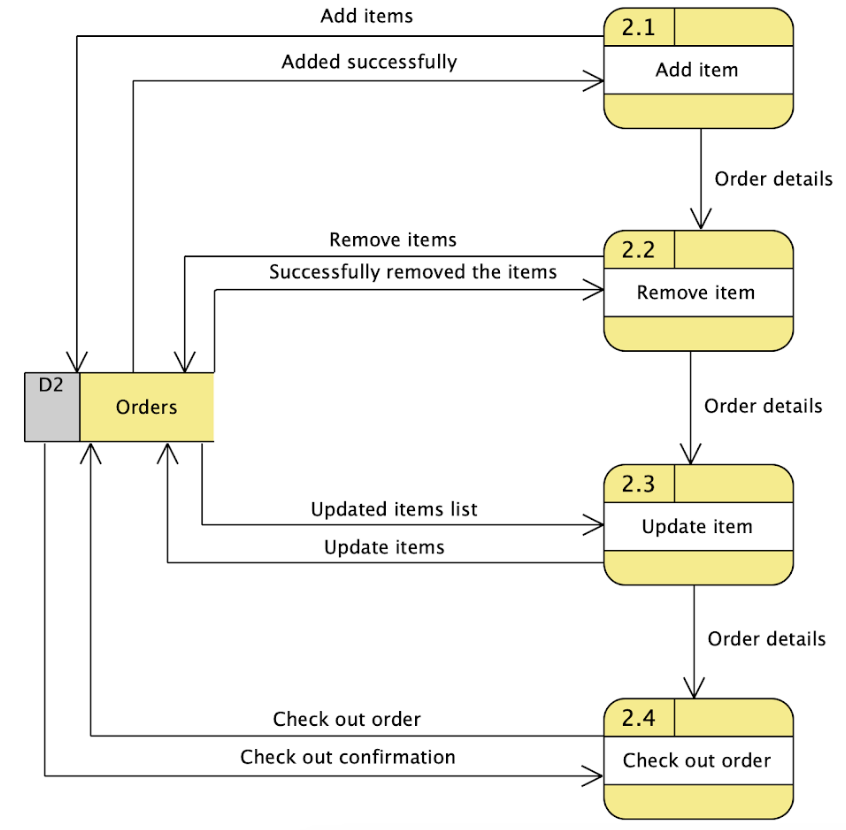 Add items
2.1
Added successfully
Add item
Order details
Remove items
2.2
Successfully removed the items
Remove item
D2
Orders
Order details
2.3
Updated items list
Update item
Update items
Order details
2.4
Check out order
Check out confirmation
Check out order